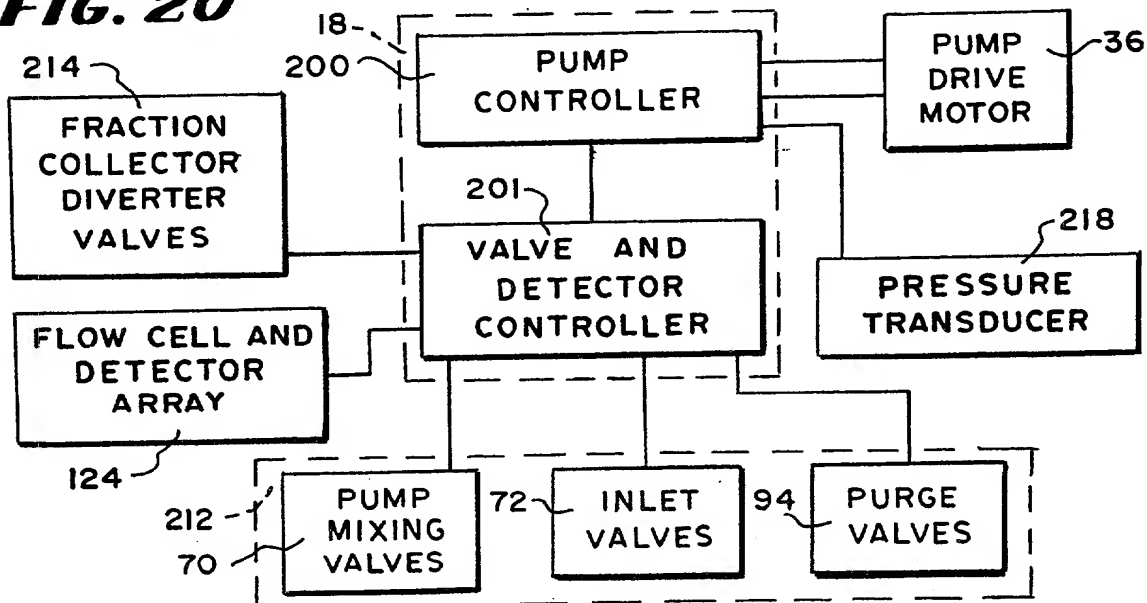 FIG. 20
18
200
PUMP
CONTROLLER
PUMP
DRIVE
MOTOR
36
214
FRACTION
COLLECTOR
DIVERTER
VALVES
201
VALVE AND
DETECTOR
CONTROLLER
218
PRESSURE
TRANSDUCER
FLOW CELL AND
DETECTOR
ARRAY
124
212
70
PUMP
MIXING
VALVES
72
INLET
VALVES
94
PURGE
VALVES